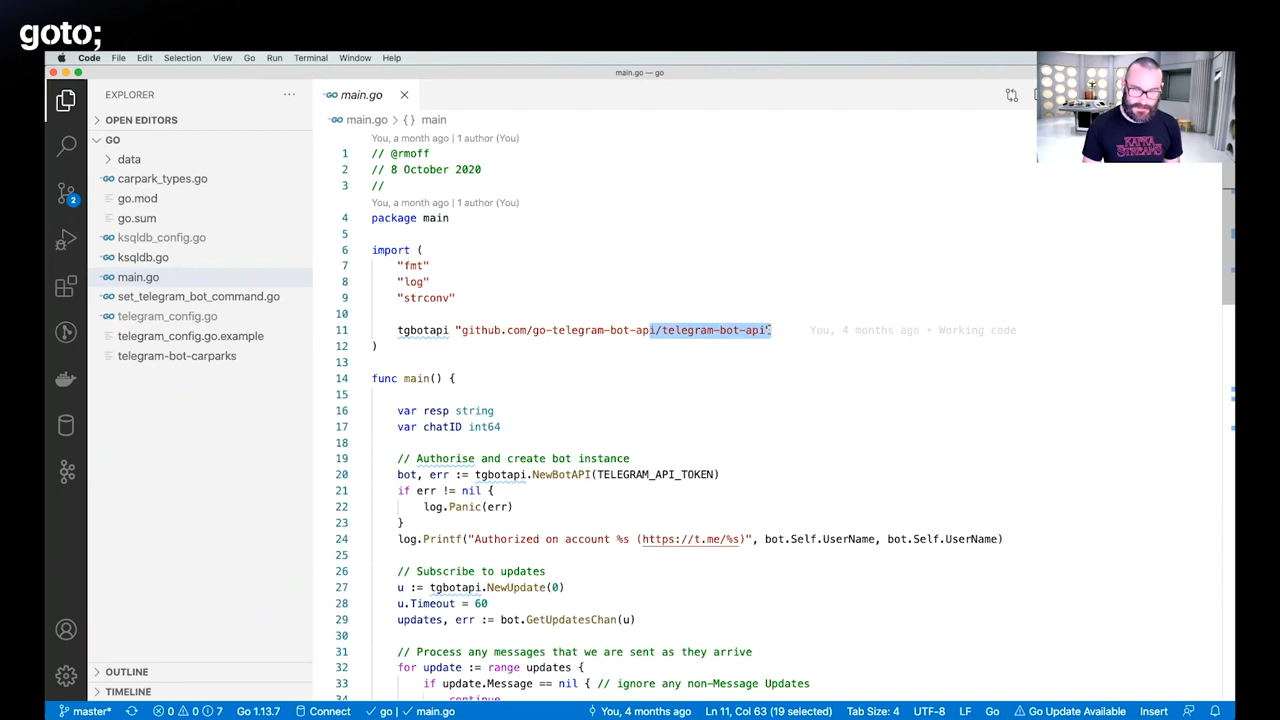 goto;
Code File Edit Selection View Go Run Terminal Window Help
main.go — go
EXPLORER
main.go
OPEN EDITORS
main.go > {} main
GO
data
carpark_types.go
go.mod
go.sum
ksqldb_config.go
ksqldb.go
main.go
set_telegram_bot_command.go
telegram_config.go
telegram_config.go.example
telegram-bot-carparks
OUTLINE
TIMELINE
2
You, a month ago | 1 author (You)
1 // @rmoff
2 // 8 October 2020
3 //
You, a month ago | 1 author (You)
4 package main
5
6 import (
7 "fmt"
8 "log"
9 "strconv"
10
11 tgbotapi "github.com/go-telegram-bot-api/telegram-bot-api" You, 4 months ago • Working code
12 )
13
14 func main() {
15
16 var resp string
17 var chatID int64
18
19 // Authorise and create bot instance
20 bot, err := tgbotapi.NewBotAPI(TELEGRAM_API_TOKEN)
21 if err != nil {
22 log.Panic(err)
23 }
24 log.Printf("Authorized on account %s (https://t.me/%s)", bot.Self.UserName, bot.Self.UserName)
25
26 // Subscribe to updates
27 u := tgbotapi.NewUpdate(0)
28 u.Timeout = 60
29 updates, err := bot.GetUpdatesChan(u)
30
31 // Process any messages that we are sent as they arrive
32 for update := range updates {
33 if update.Message == nil { // ignore any non-Message Updates
34 continue
KAFKA
STREAMS
master* 0 0 7 Go 1.13.7 Connect go | main.go You, 4 months ago Ln 11, Col 63 (19 selected) Tab Size: 4 UTF-8 LF Go Go Update Available Insert